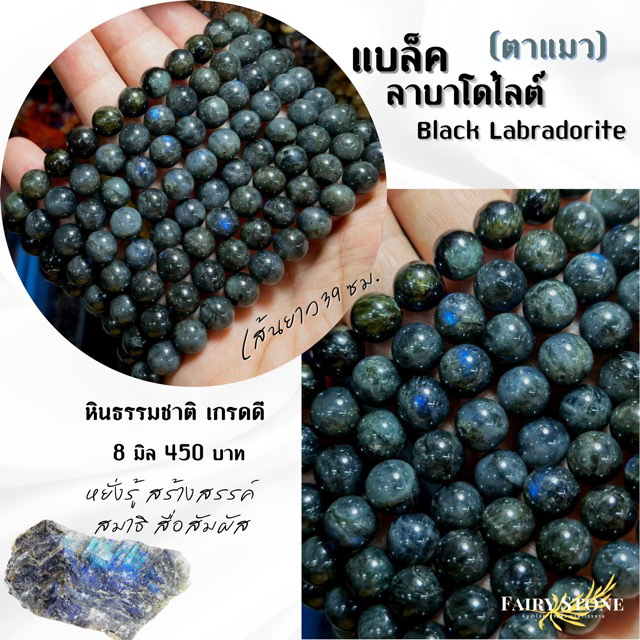 แบล็ค (ตาแมว)
ลาบาโดไลต์
Black Labradorite
เส้นยาว 39 ซม.
หินธรรมชาติ เกรดดี
8 มิล 450 บาท
หยั่งรู้ สร้างสรรค์
สมาธิ สื่อสัมผัส
FAIRY STONE